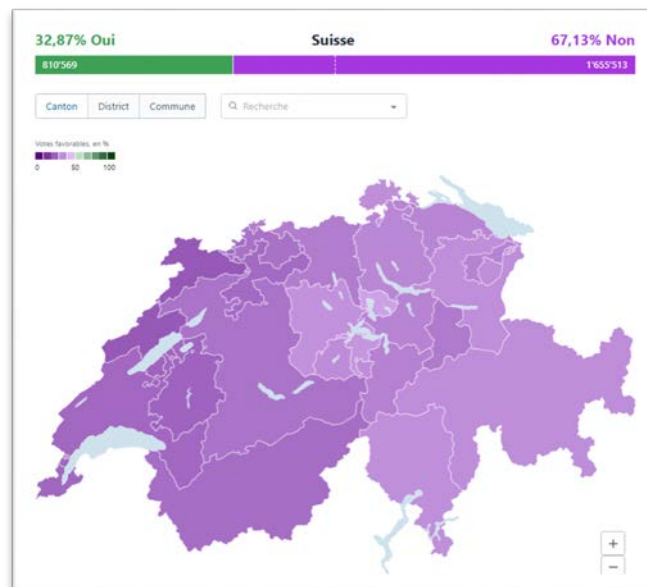 32,87% Oui Suisse 67,13% Non
810'569 1'655'513
Canton District Commune Recherche
Votes favorables, en %
0 50 100
+
−